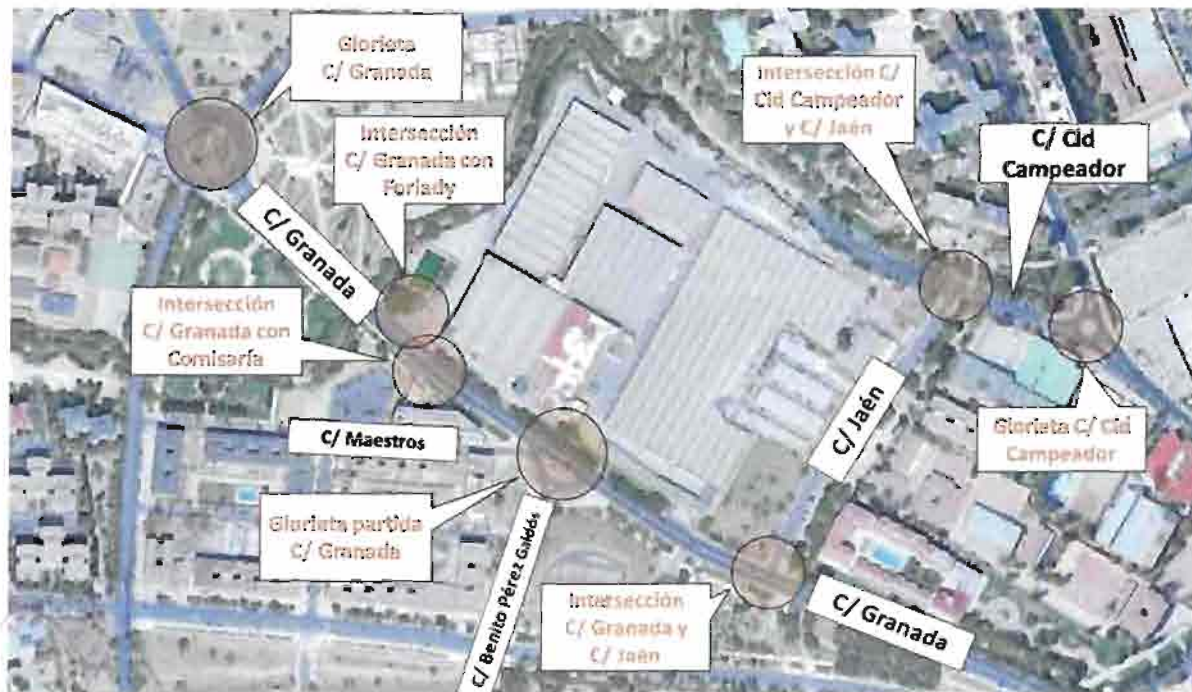 Glorieta
C/ Granada
Intersección
C/ Granada con
Forlady
Intersección C/
Cid Campeador
y C/ Jaén
C/ Cid
Campeador
C/ Granada
Intersección
C/ Granada con
Comisaría
C/ Maestros
C/ Jaén
Glorieta C/ Cid
Campeador
Glorieta partida
C/ Granada
C/ Benito Pérez Galdós
Intersección
C/ Granada y
C/ Jaén
C/ Granada